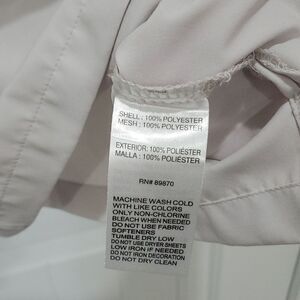 SHELL: 100% POLYESTER
MESH: 100% POLYESTER
EXTERIOR: 100% POLIÉSTER
MALLA: 100% POLIÉSTER
RN# 89870
MACHINE WASH COLD
WITH LIKE COLORS
ONLY NON-CHLORINE
BLEACH WHEN NEEDED
DO NOT USE FABRIC
SOFTENERS
TUMBLE DRY LOW
DO NOT USE DRYER SHEETS
LOW IRON IF NEEDED
DO NOT IRON DECORATION
DO NOT DRY CLEAN